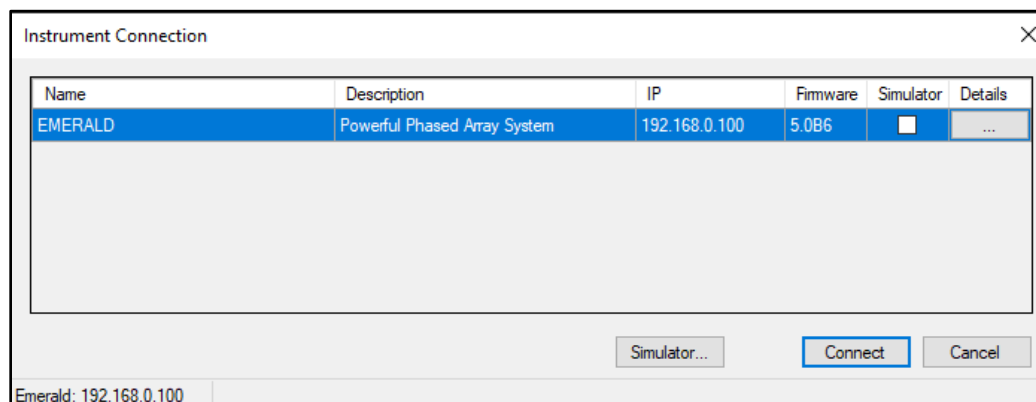 Instrument Connection
Name Description IP Firmware Simulator Details
EMERALD Powerful Phased Array System 192.168.0.100 5.0B6 ...
Simulator... Connect Cancel
Emerald: 192.168.0.100